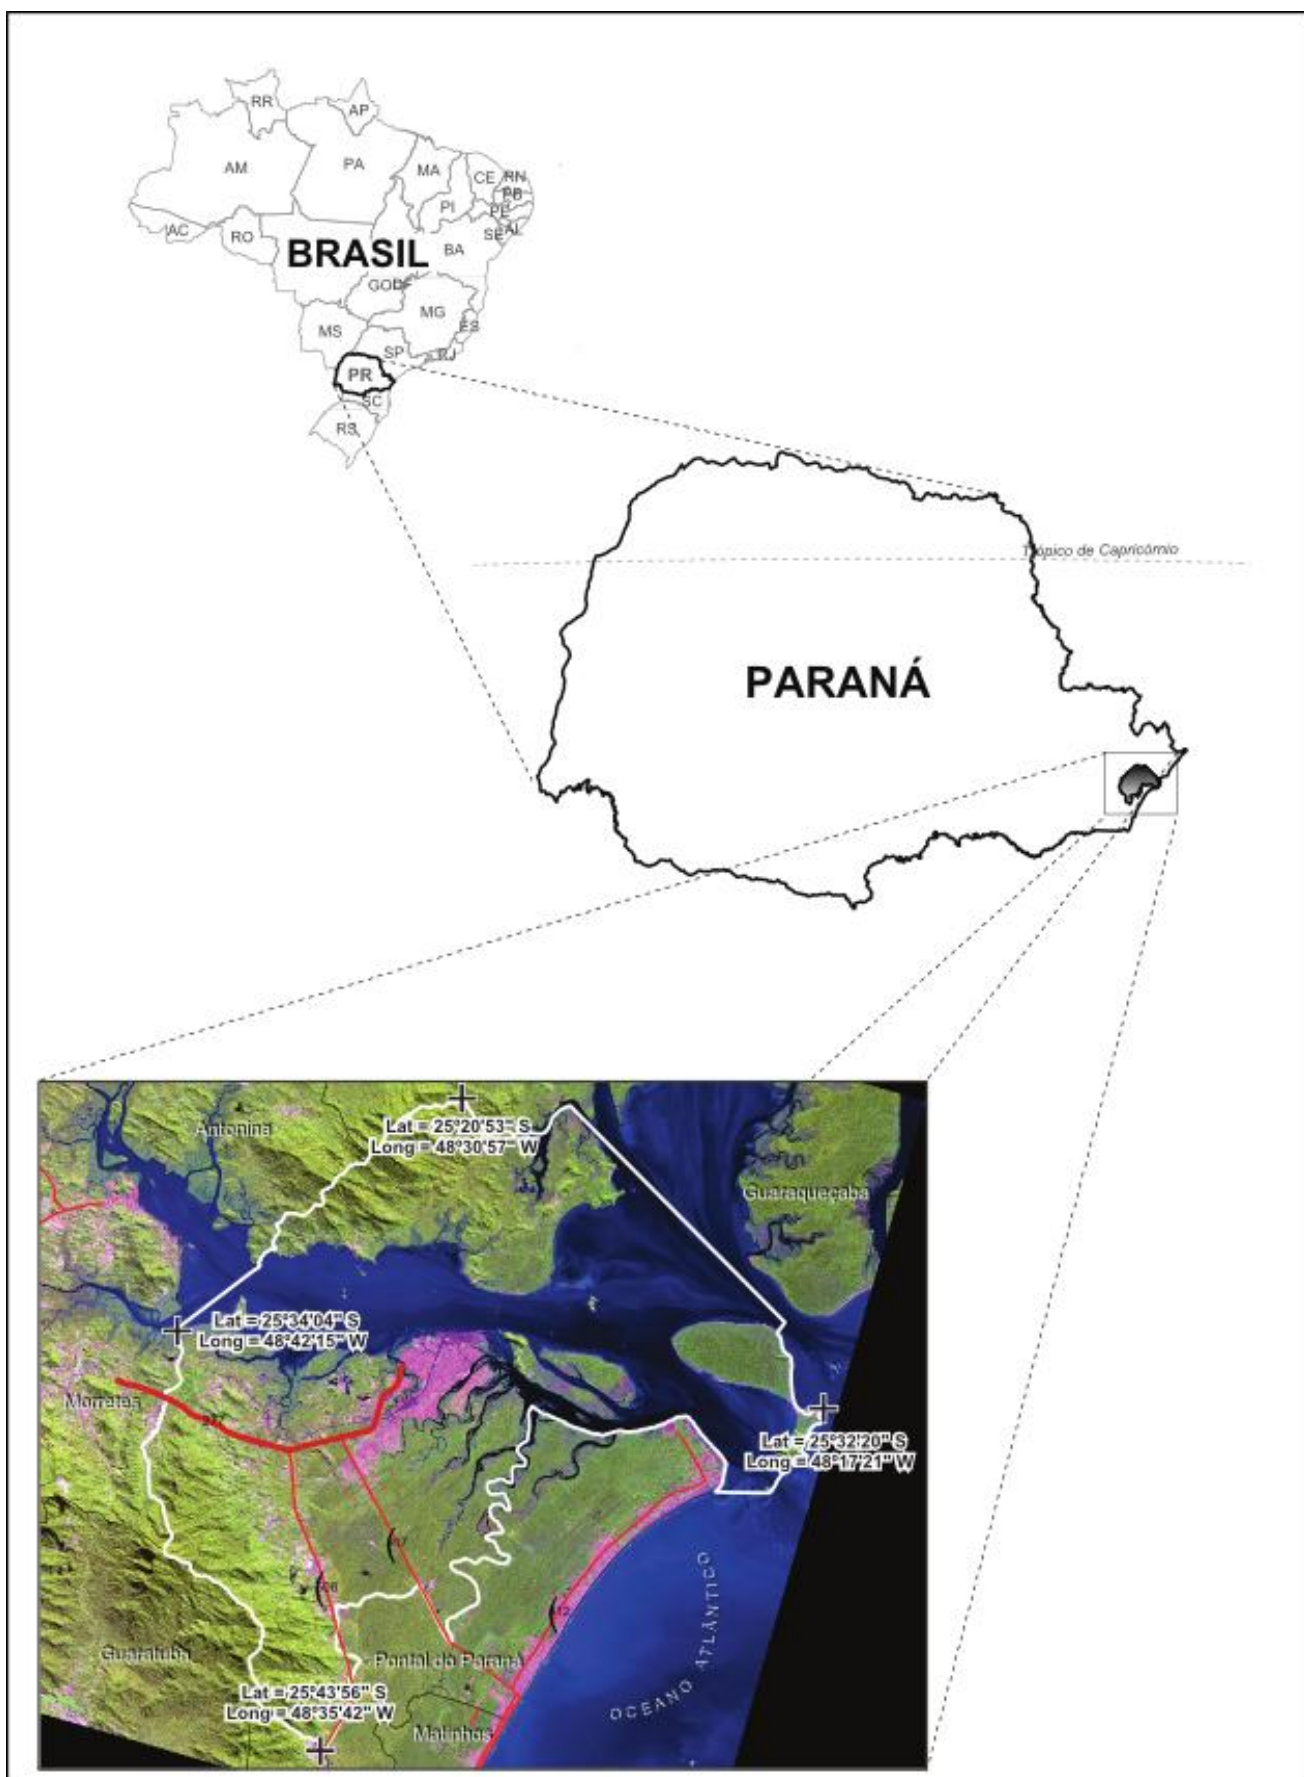 RR
AP
AM
PA
MA
CE
RN
PB
PI
PE
AC
AL
RO
SE
BRASIL
BA
GO
DF
MG
MS
ES
SP
RJ
PR
SC
RS
Trópico de Capricórnio
PARANÁ
Lat = 25°20'53" S
Long = 48°30'57" W
Antonina
Guaraqueçaba
Lat = 25°34'04" S
Long = 48°42'15" W
Morretes
277
Lat = 25°32'20" S
Long = 48°17'21" W
OCEANO ATLÂNTICO
Guaratuba
Pontal do Paraná
Lat = 25°43'56" S
Long = 48°35'42" W
Matinhos